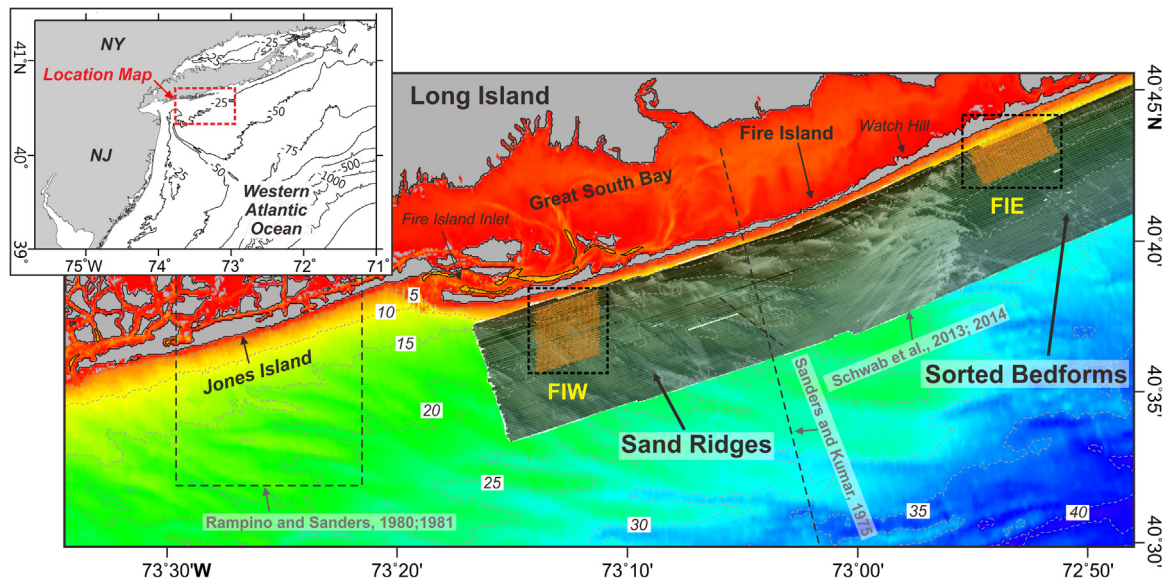 NY
Location Map
NJ
Western
Atlantic
Ocean
-25
-25
-25
-50
-50
-75
-500
-1000
41°N
40°
39°
75°W
74
73
72
71
Long Island
Fire Island
Watch Hill
Great South Bay
Fire Island Inlet
FIE
FIW
Jones Island
Sand Ridges
Sorted Bedforms
Schwab et al., 2013; 2014
Sanders and Kumar, 1975
Rampino and Sanders, 1980;1981
5
10
15
20
25
30
35
40
40°45'N
40°40'
40°35'
40°30'
73°30'W
73°20'
73°10'
73°00'
72°50'